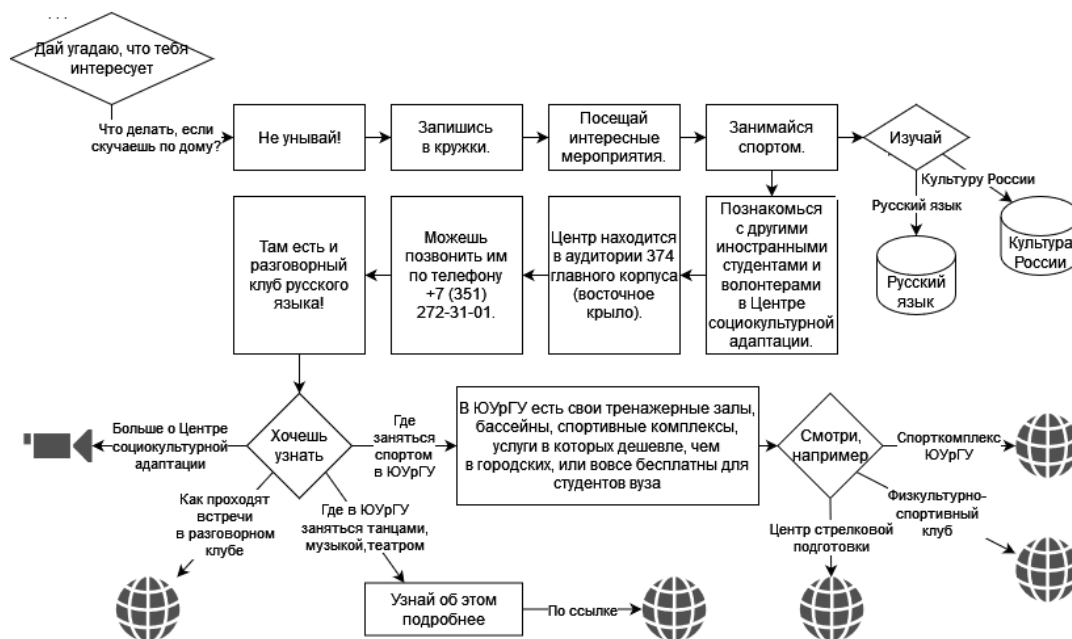 . . .
Дай угадаю, что тебя
интересует
Что делать, если
скучаешь по дому?
Не унывай!
Запишись
в кружки.
Посещай
интересные
мероприятия.
Занимайся
спортом.
Изучай
Культуру России
Русский язык
Культура
России
Русский
язык
Познакомься
с другими
иностранными
студентами и
волонтерами
в Центре
социокультурной
адаптации.
Центр находится
в аудитории 374
главного корпуса
(восточное
крыло).
Можешь
позвонить им
по телефону
+7 (351)
272-31-01.
Там есть и
разговорный
клуб русского
языка!
Хочешь
узнать
Больше о Центре
социокультурной
адаптации
Как проходят
встречи
в разговорном
клубе
Где в ЮУрГУ
заняться танцами,
музыкой,театром
Узнай об этом
подробнее
По ссылке
Где
заняться
спортом
в ЮУрГУ
В ЮУрГУ есть свои тренажерные залы,
бассейны, спортивные комплексы,
услуги в которых дешевле, чем
в городских, или вовсе бесплатны для
студентов вуза
Смотри,
например
Спорткомплекс
ЮУрГУ
Физкультурно-
спортивный
клуб
Центр стрелковой
подготовки